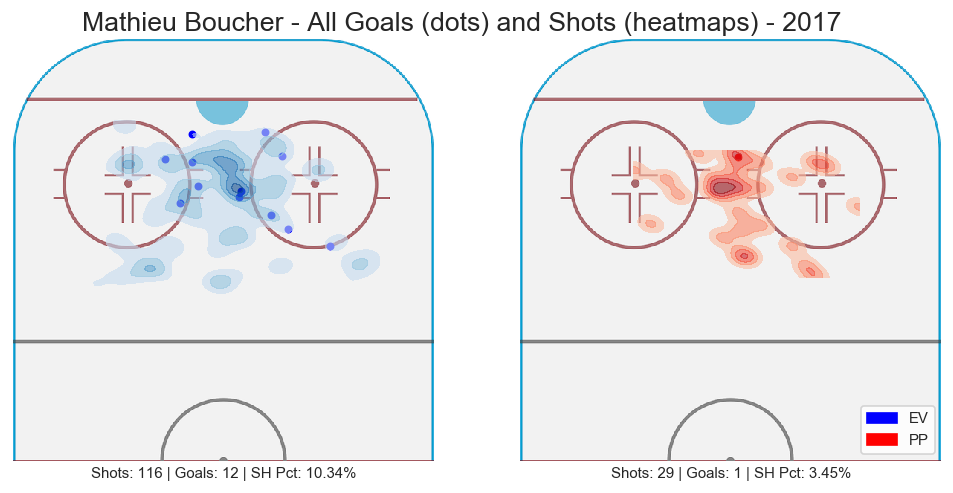 Mathieu Boucher - All Goals (dots) and Shots (heatmaps) - 2017
EV
PP
Shots: 116 | Goals: 12 | SH Pct: 10.34%
Shots: 29 | Goals: 1 | SH Pct: 3.45%